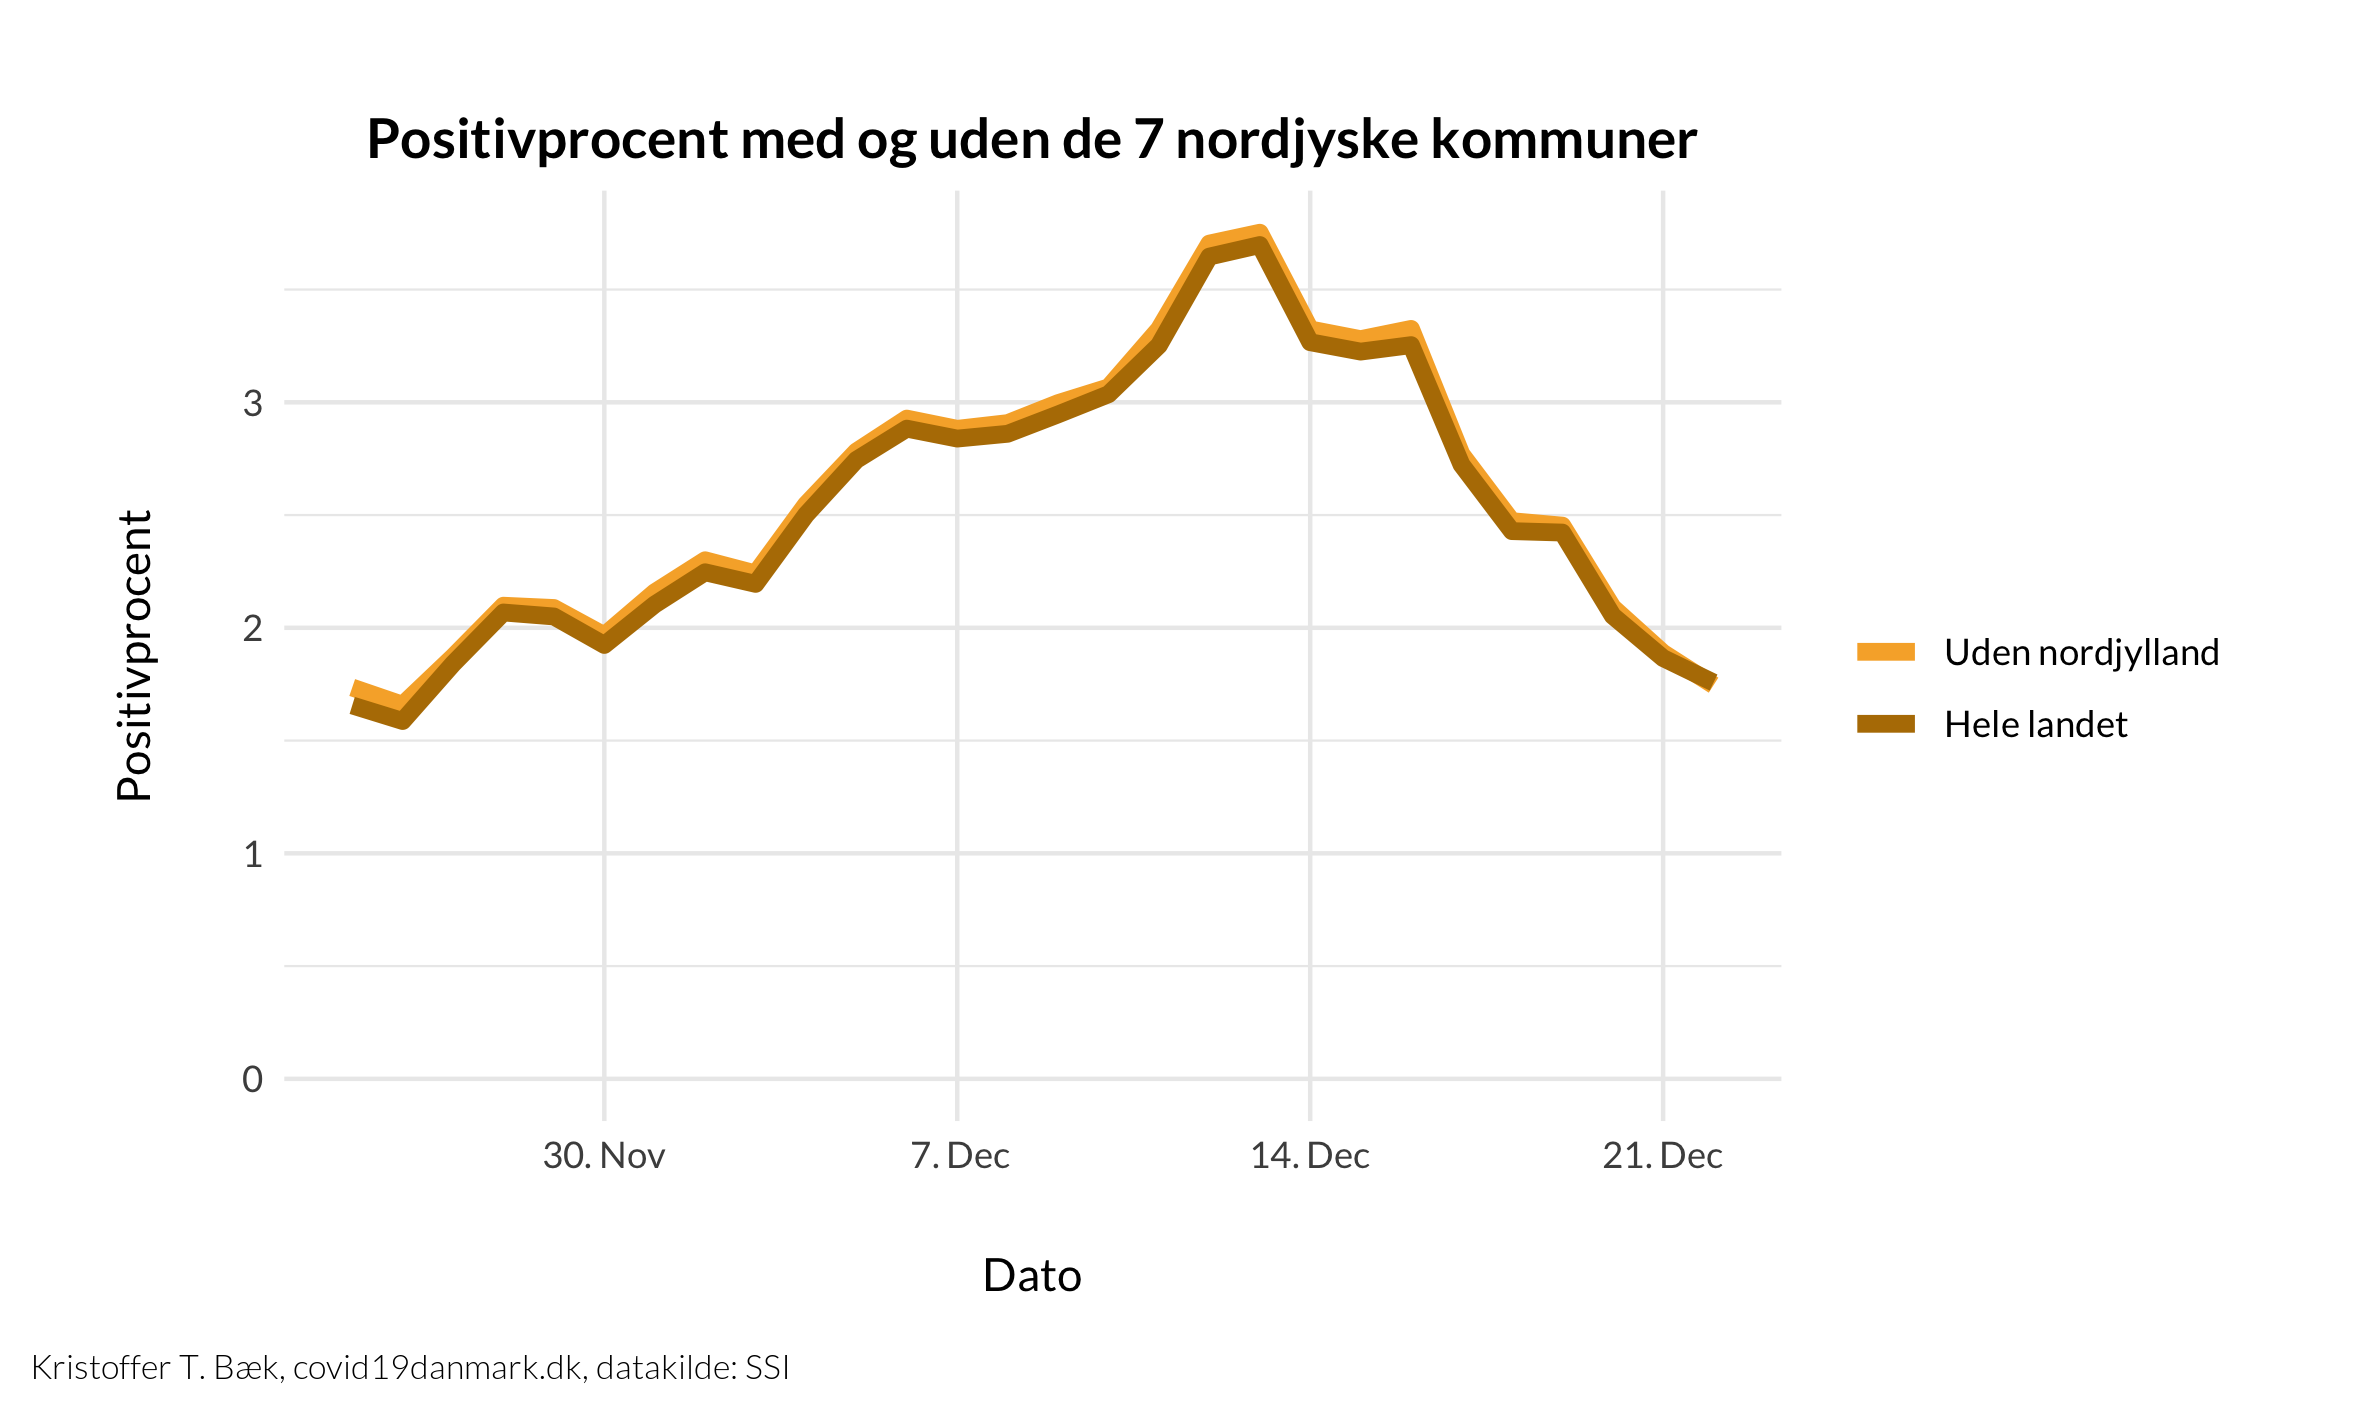 Positivprocent med og uden de 7 nordjyske kommuner
Positivprocent
3
2
1
0
30. Nov
7. Dec
14. Dec
21. Dec
Dato
Uden nordjylland
Hele landet
Kristoffer T. Bæk, covid19danmark.dk, datakilde: SSI